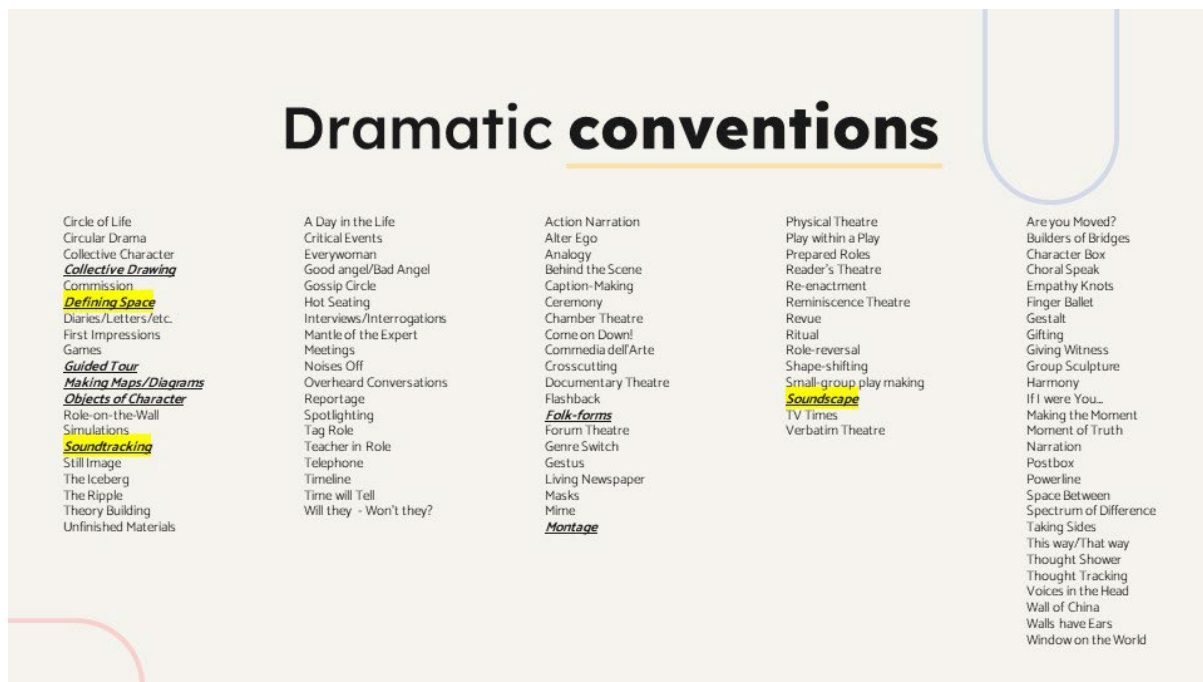 Dramatic conventions
Circle of Life
Circular Drama
Collective Character
Collective Drawing
Commission
Defining Space
Diaries/Letters/etc.
First Impressions
Games
Guided Tour
Making Maps/Diagrams
Objects of Character
Role-on-the-Wall
Simulations
Soundtracking
Still Image
The Iceberg
The Ripple
Theory Building
Unfinished Materials
A Day in the Life
Critical Events
Everywoman
Good angel/Bad Angel
Gossip Circle
Hot Seating
Interviews/Interrogations
Mantle of the Expert
Meetings
Noises Off
Overheard Conversations
Reportage
Spotlighting
Tag Role
Teacher in Role
Telephone
Timeline
Time will Tell
Will they - Won't they?
Action Narration
Alter Ego
Analogy
Behind the Scene
Caption-Making
Ceremony
Chamber Theatre
Come on Down!
Commedia dell'Arte
Crosscutting
Documentary Theatre
Flashback
Folk-forms
Forum Theatre
Genre Switch
Gestus
Living Newspaper
Masks
Mime
Montage
Physical Theatre
Play within a Play
Prepared Roles
Reader's Theatre
Re-enactment
Reminiscence Theatre
Revue
Ritual
Role-reversal
Shape-shifting
Small-group play making
Soundscape
TV Times
Verbatim Theatre
Are you Moved?
Builders of Bridges
Character Box
Choral Speak
Empathy Knots
Finger Ballet
Gestalt
Gifting
Giving Witness
Group Sculpture
Harmony
If I were You...
Making the Moment
Moment of Truth
Narration
Postbox
Powerline
Space Between
Spectrum of Difference
Taking Sides
This way/That way
Thought Shower
Thought Tracking
Voices in the Head
Wall of China
Walls have Ears
Window on the World